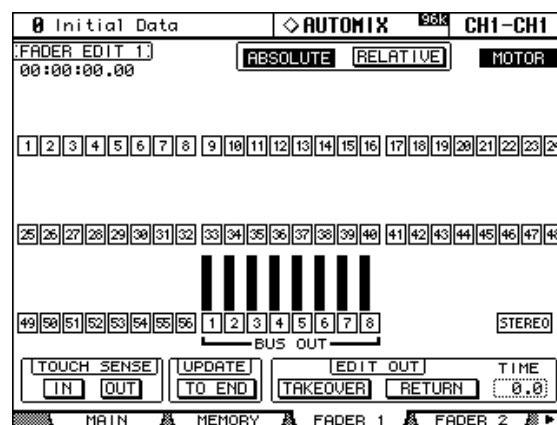 0 Initial Data ◇AUTOMIX 96k CH1-CH1
FADER EDIT 1 ABSOLUTE RELATIVE MOTOR
00:00:00.00
1 2 3 4 5 6 7 8 9 10 11 12 13 14 15 16 17 18 19 20 21 22 23 24
25 26 27 28 29 30 31 32 33 34 35 36 37 38 39 40 41 42 43 44 45 46 47 48
49 50 51 52 53 54 55 56 1 2 3 4 5 6 7 8 STEREO
BUS OUT
TOUCH SENSE UPDATE EDIT OUT TIME
IN OUT TO END TAKEOVER RETURN 0.0
MAIN MEMORY FADER 1 FADER 2